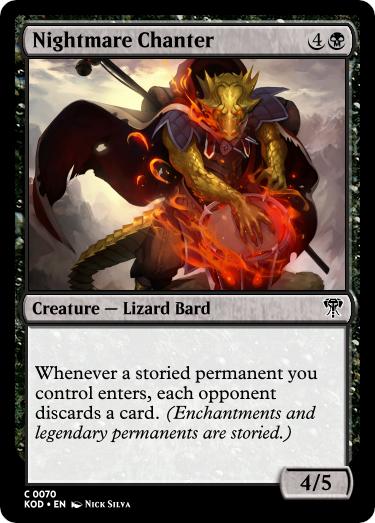 Nightmare Chanter 4
Creature — Lizard Bard
Whenever a storied permanent you
control enters, each opponent
discards a card. (Enchantments and
legendary permanents are storied.)
4/5
C 0070
KOD • EN Nick Silva